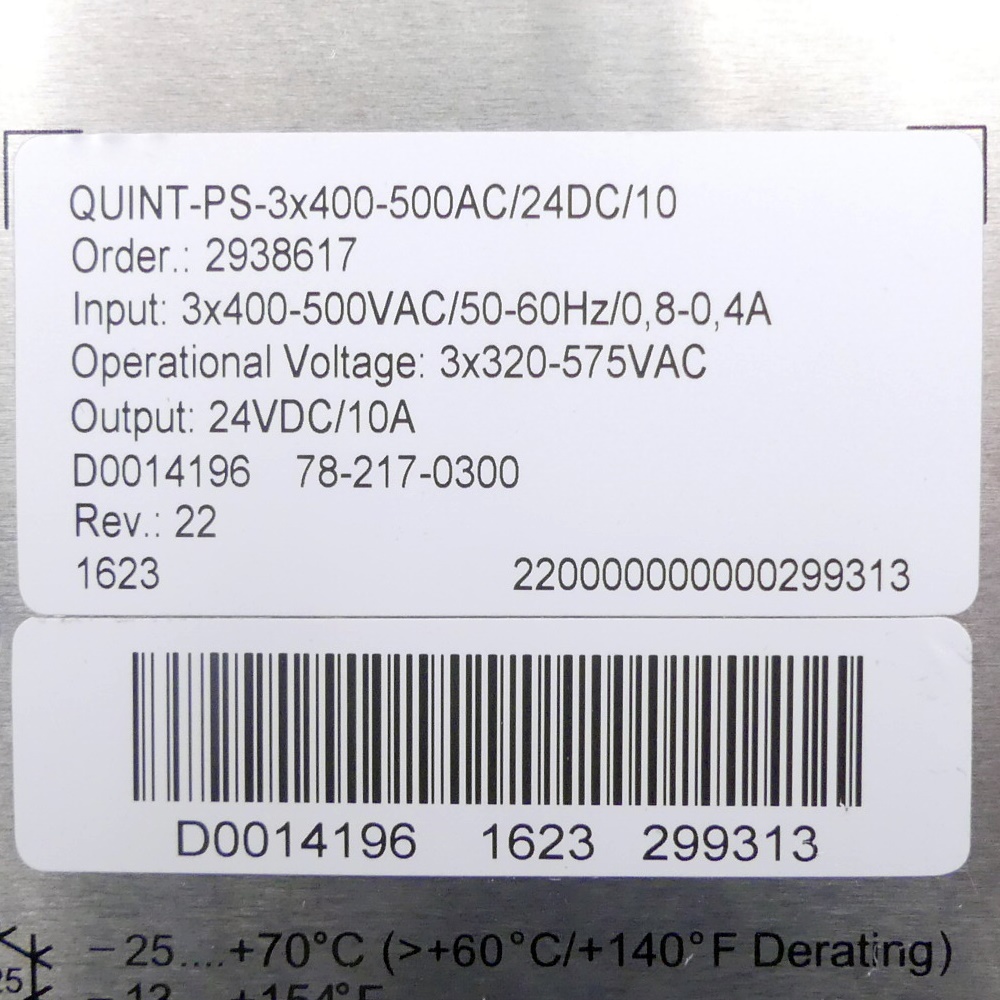 QUINT-PS-3x400-500AC/24DC/10
Order.: 2938617
Input: 3x400-500VAC/50-60Hz/0,8-0,4A
Operational Voltage: 3x320-575VAC
Output: 24VDC/10A
D0014196 78-217-0300
Rev.: 22
1623 220000000000299313
D0014196 1623 299313
−25....+70°C (>+60°C/+140°F Derating)